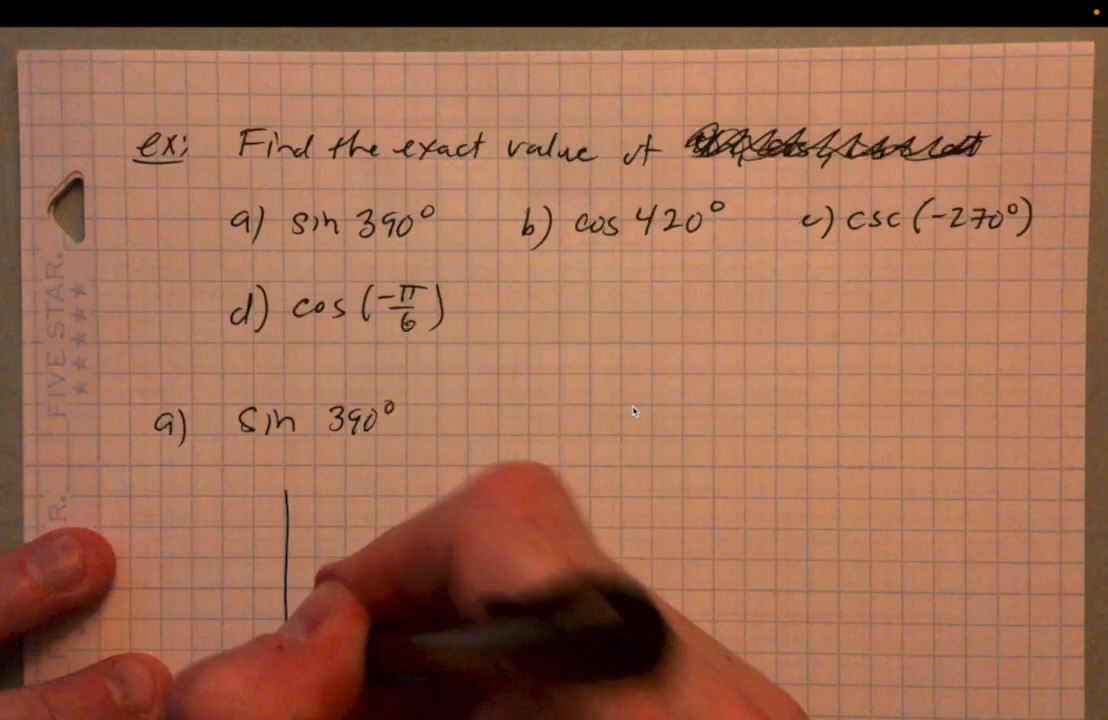 ex: Find the exact value of
a) sin 390° b) cos 420° c) csc (-270°)
d) cos (-π/6)
a) sin 390°
FIVE STAR.
R.